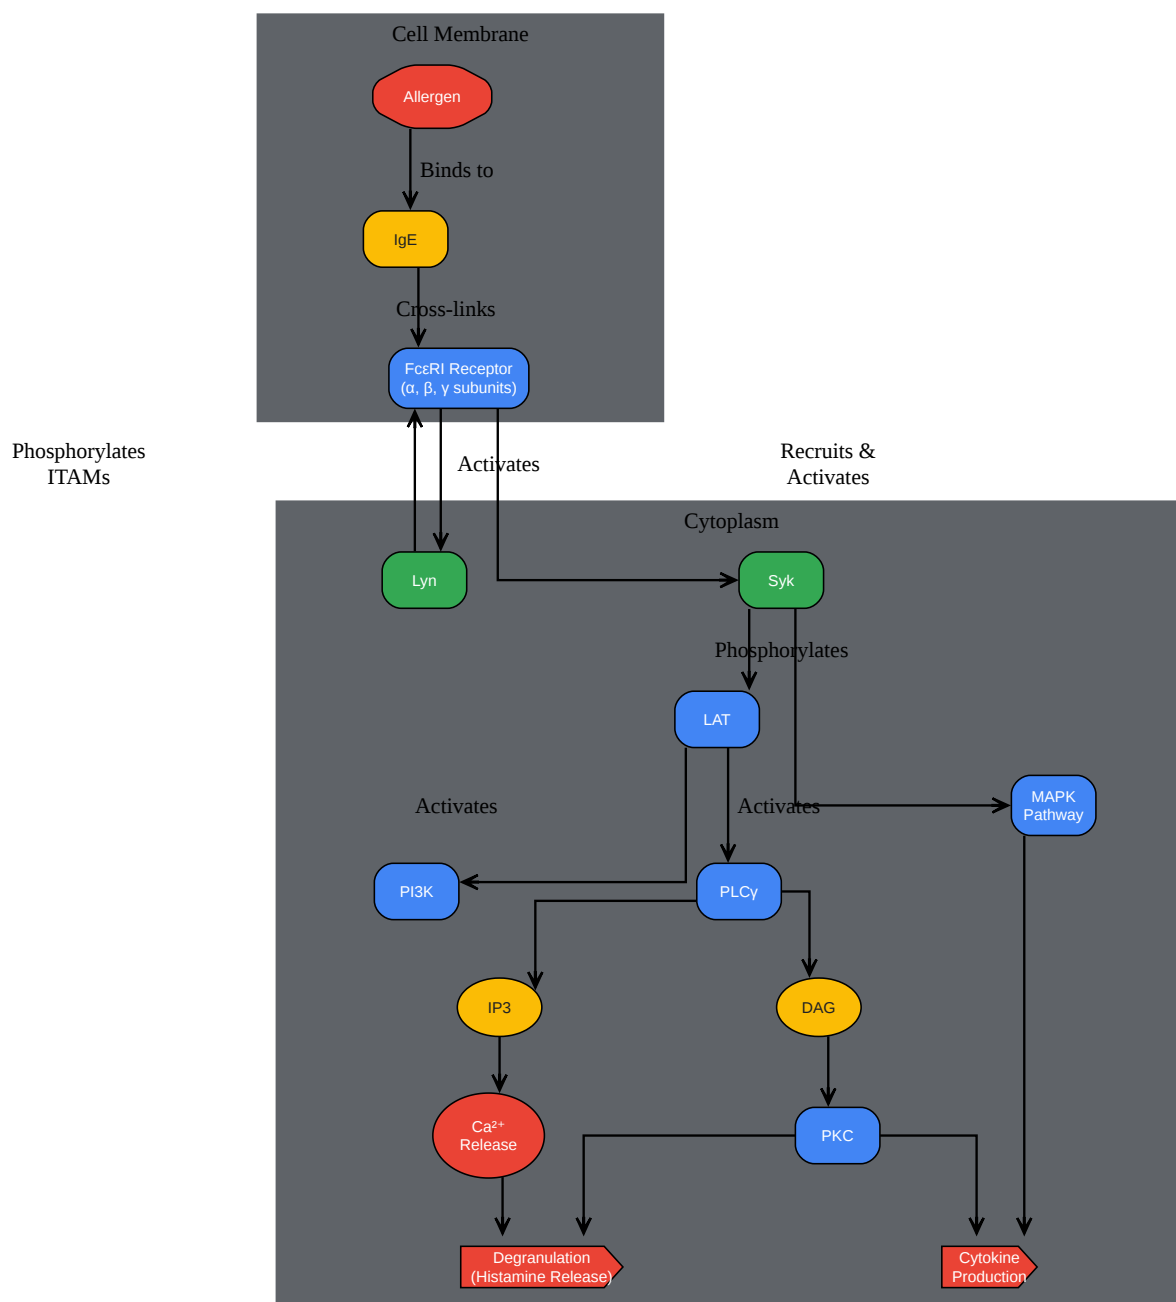 Cell Membrane
Allergen
Binds to
IgE
Cross-links
FcεRI Receptor
(α, β, γ subunits)
Phosphorylates
ITAMs
Activates
Recruits &
Activates
Cytoplasm
Lyn
Syk
Phosphorylates
LAT
MAPK
Pathway
Activates
Activates
PI3K
PLCγ
IP3
DAG
Ca²⁺
Release
PKC
Degranulation
(Histamine Release)
Cytokine
Production